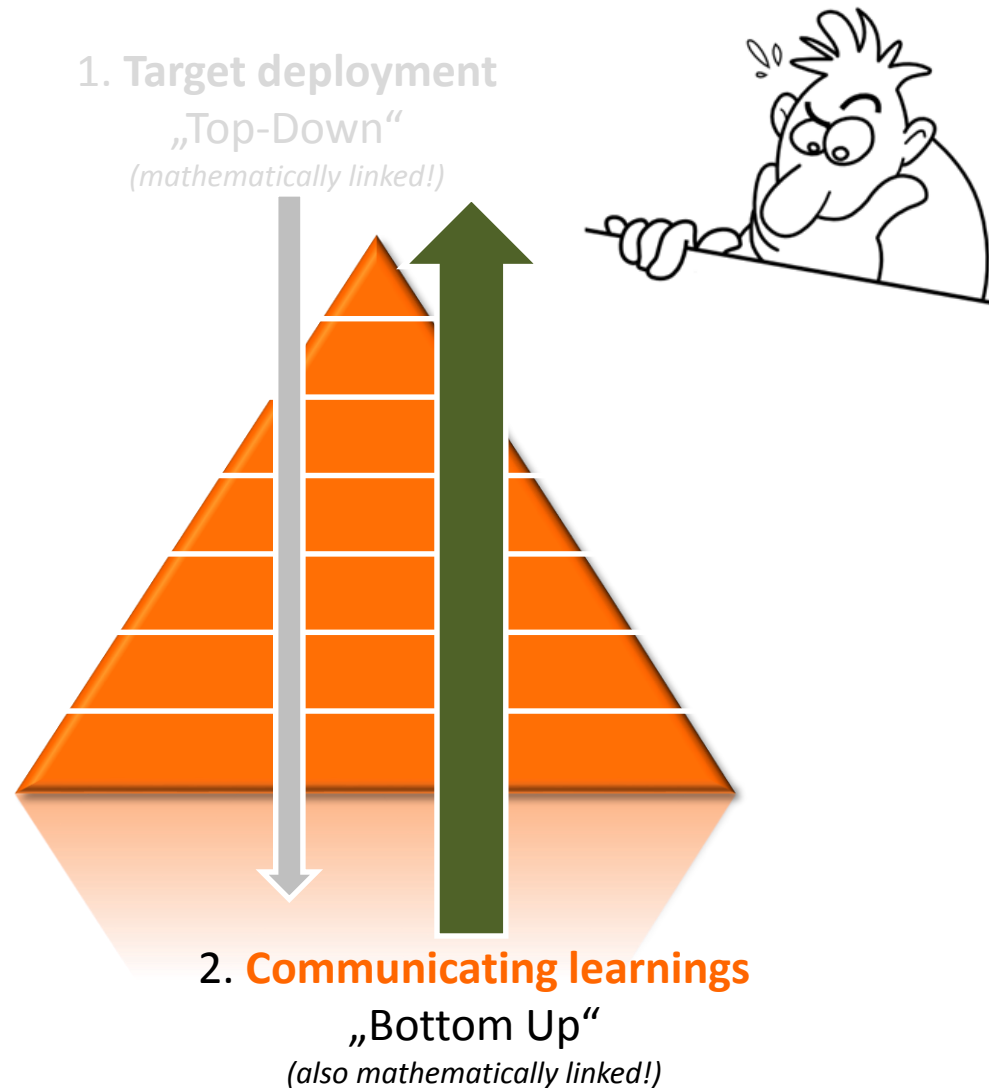 1. Target deployment
„Top-Down“
(mathematically linked!)
2. Communicating learnings
„Bottom Up“
(also mathematically linked!)